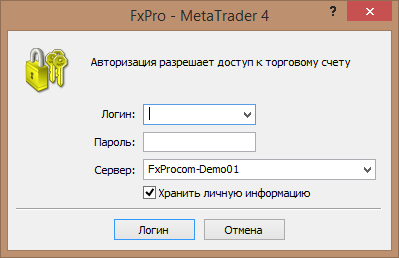 FxPro - MetaTrader 4
?
Авторизация разрешает доступ к торговому счету
Логин:
Пароль:
Сервер: FxProcom-Demo01
Хранить личную информацию
Логин Отмена